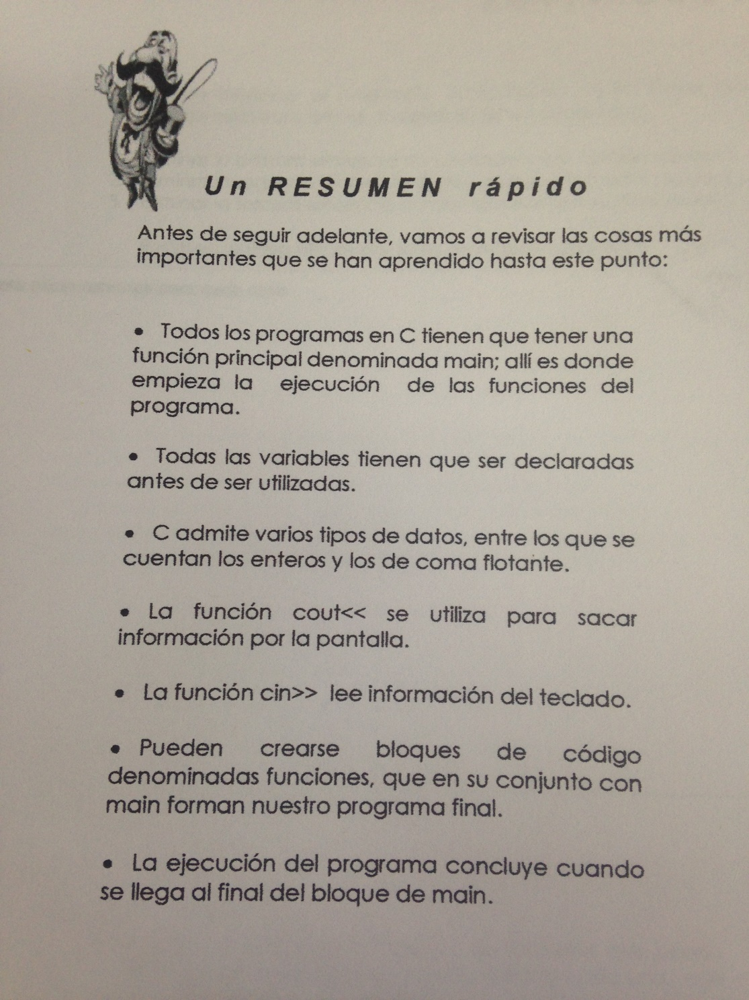 Un RESUMEN rápido
Antes de seguir adelante, vamos a revisar las cosas más
importantes que se han aprendido hasta este punto:
• Todos los programas en C tienen que tener una
función principal denominada main; allí es donde
empieza la ejecución de las funciones del
programa.
• Todas las variables tienen que ser declaradas
antes de ser utilizadas.
• C admite varios tipos de datos, entre los que se
cuentan los enteros y los de coma flotante.
• La función cout<< se utiliza para sacar
información por la pantalla.
• La función cin>> lee información del teclado.
• Pueden crearse bloques de código
denominadas funciones, que en su conjunto con
main forman nuestro programa final.
• La ejecución del programa concluye cuando
se llega al final del bloque de main.